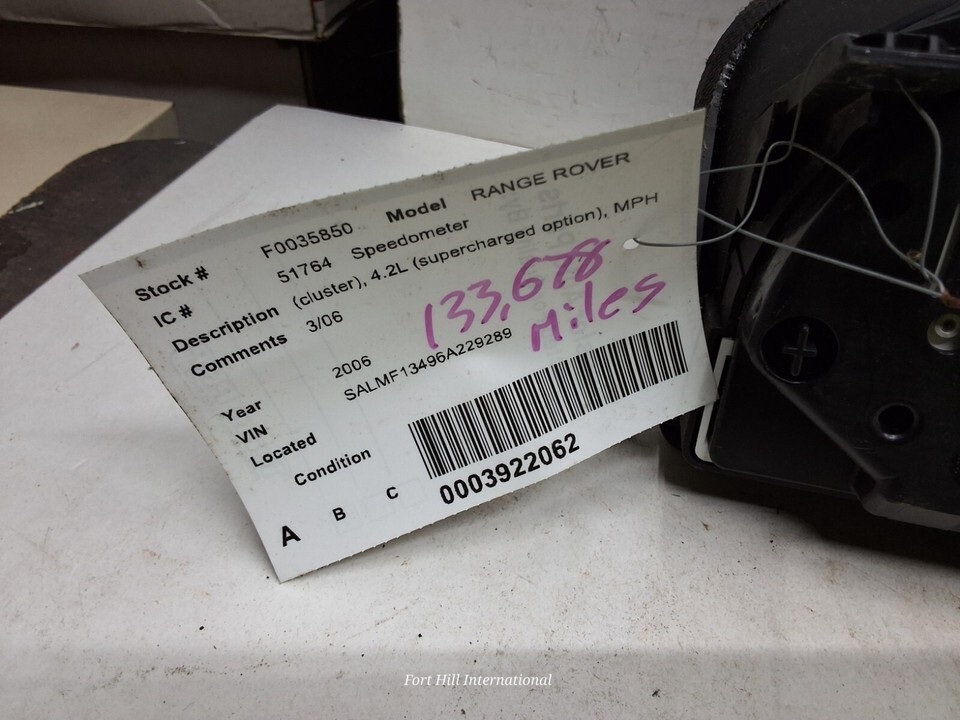 Stock # F0035850 Model RANGE ROVER
IC # 51764 Speedometer
Description (cluster), 4.2L (supercharged option), MPH
Comments 3/06
133,678
Miles
Year 2006
VIN SALMF13496A229289
Located
Condition
A B C
0003922062
Fort Hill International